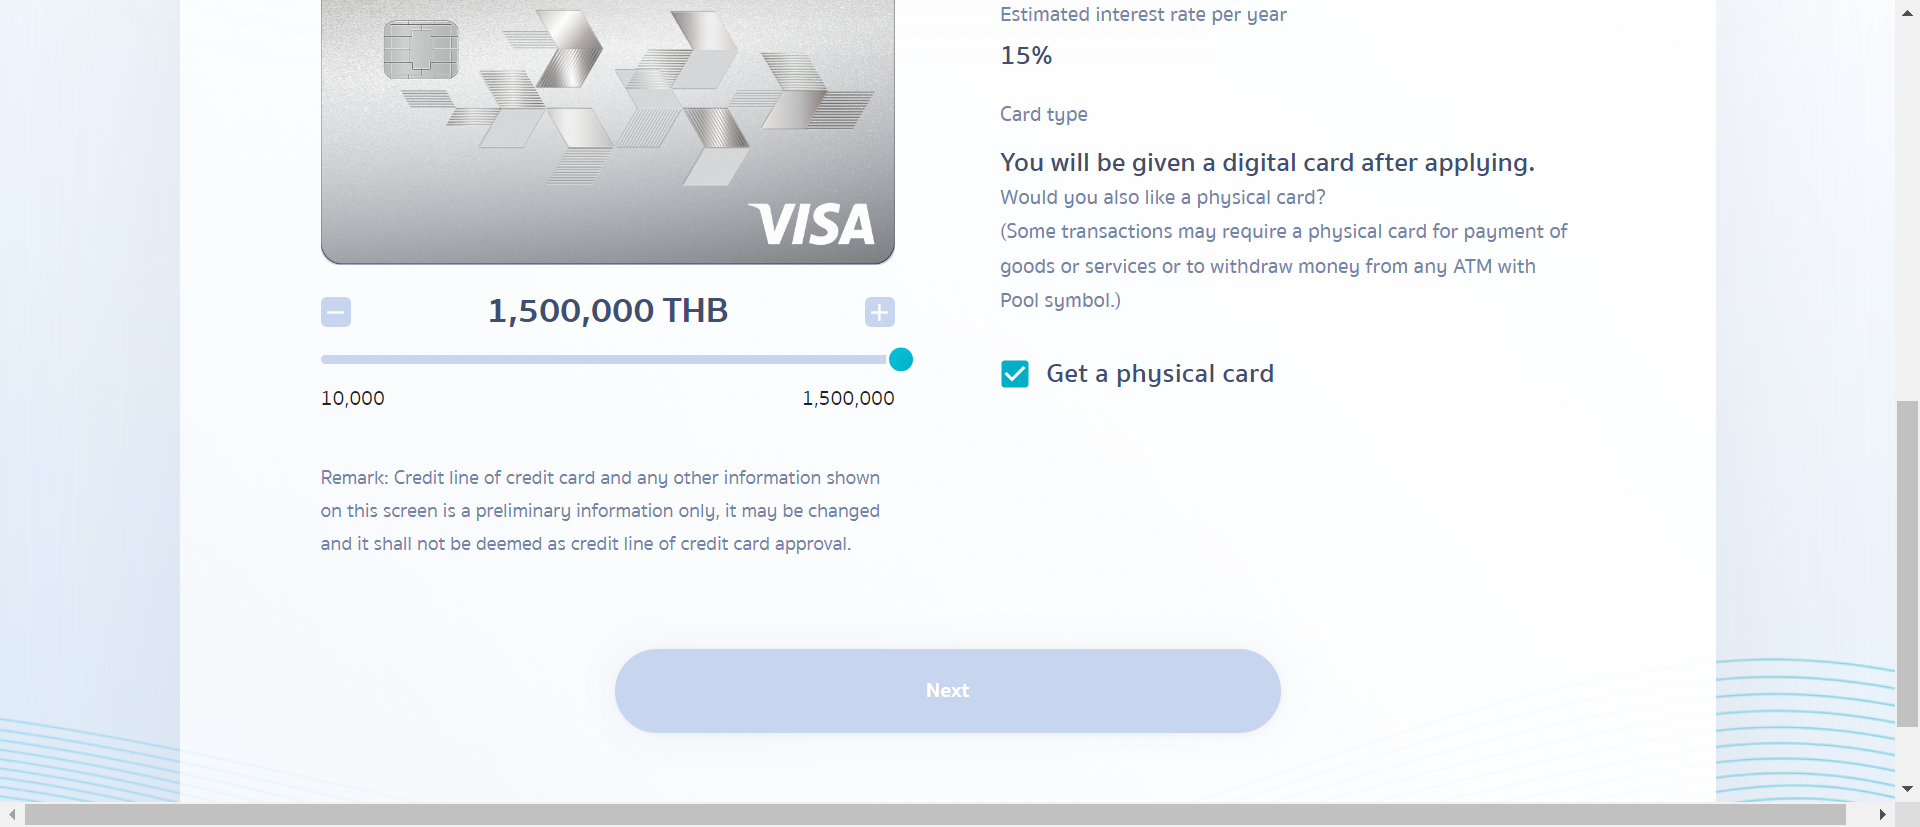 VISA
1,500,000 THB
10,000
1,500,000
Remark: Credit line of credit card and any other information shown
on this screen is a preliminary information only, it may be changed
and it shall not be deemed as credit line of credit card approval.
Estimated interest rate per year
15%
Card type
You will be given a digital card after applying.
Would you also like a physical card?
(Some transactions may require a physical card for payment of
goods or services or to withdraw money from any ATM with
Pool symbol.)
Get a physical card
Next